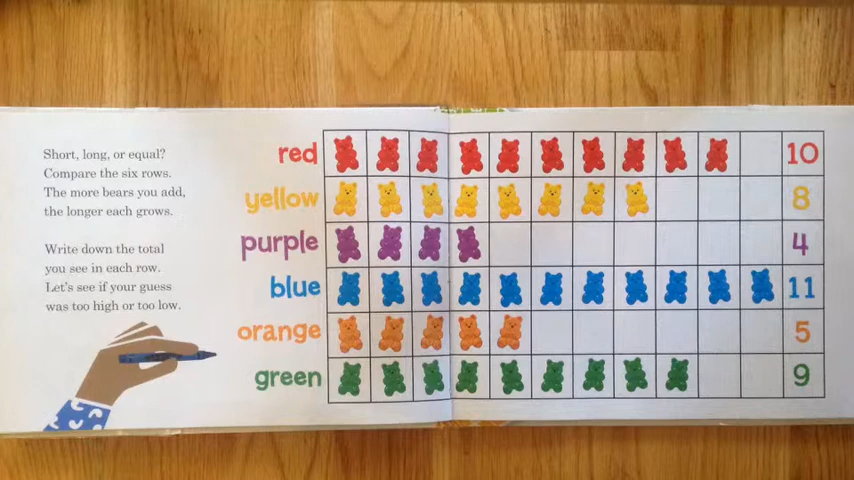 Short, long, or equal?
Compare the six rows.
The more bears you add,
the longer each grows.
Write down the total
you see in each row.
Let's see if your guess
was too high or too low.
red 10
yellow 8
purple 4
blue 11
orange 5
green 9